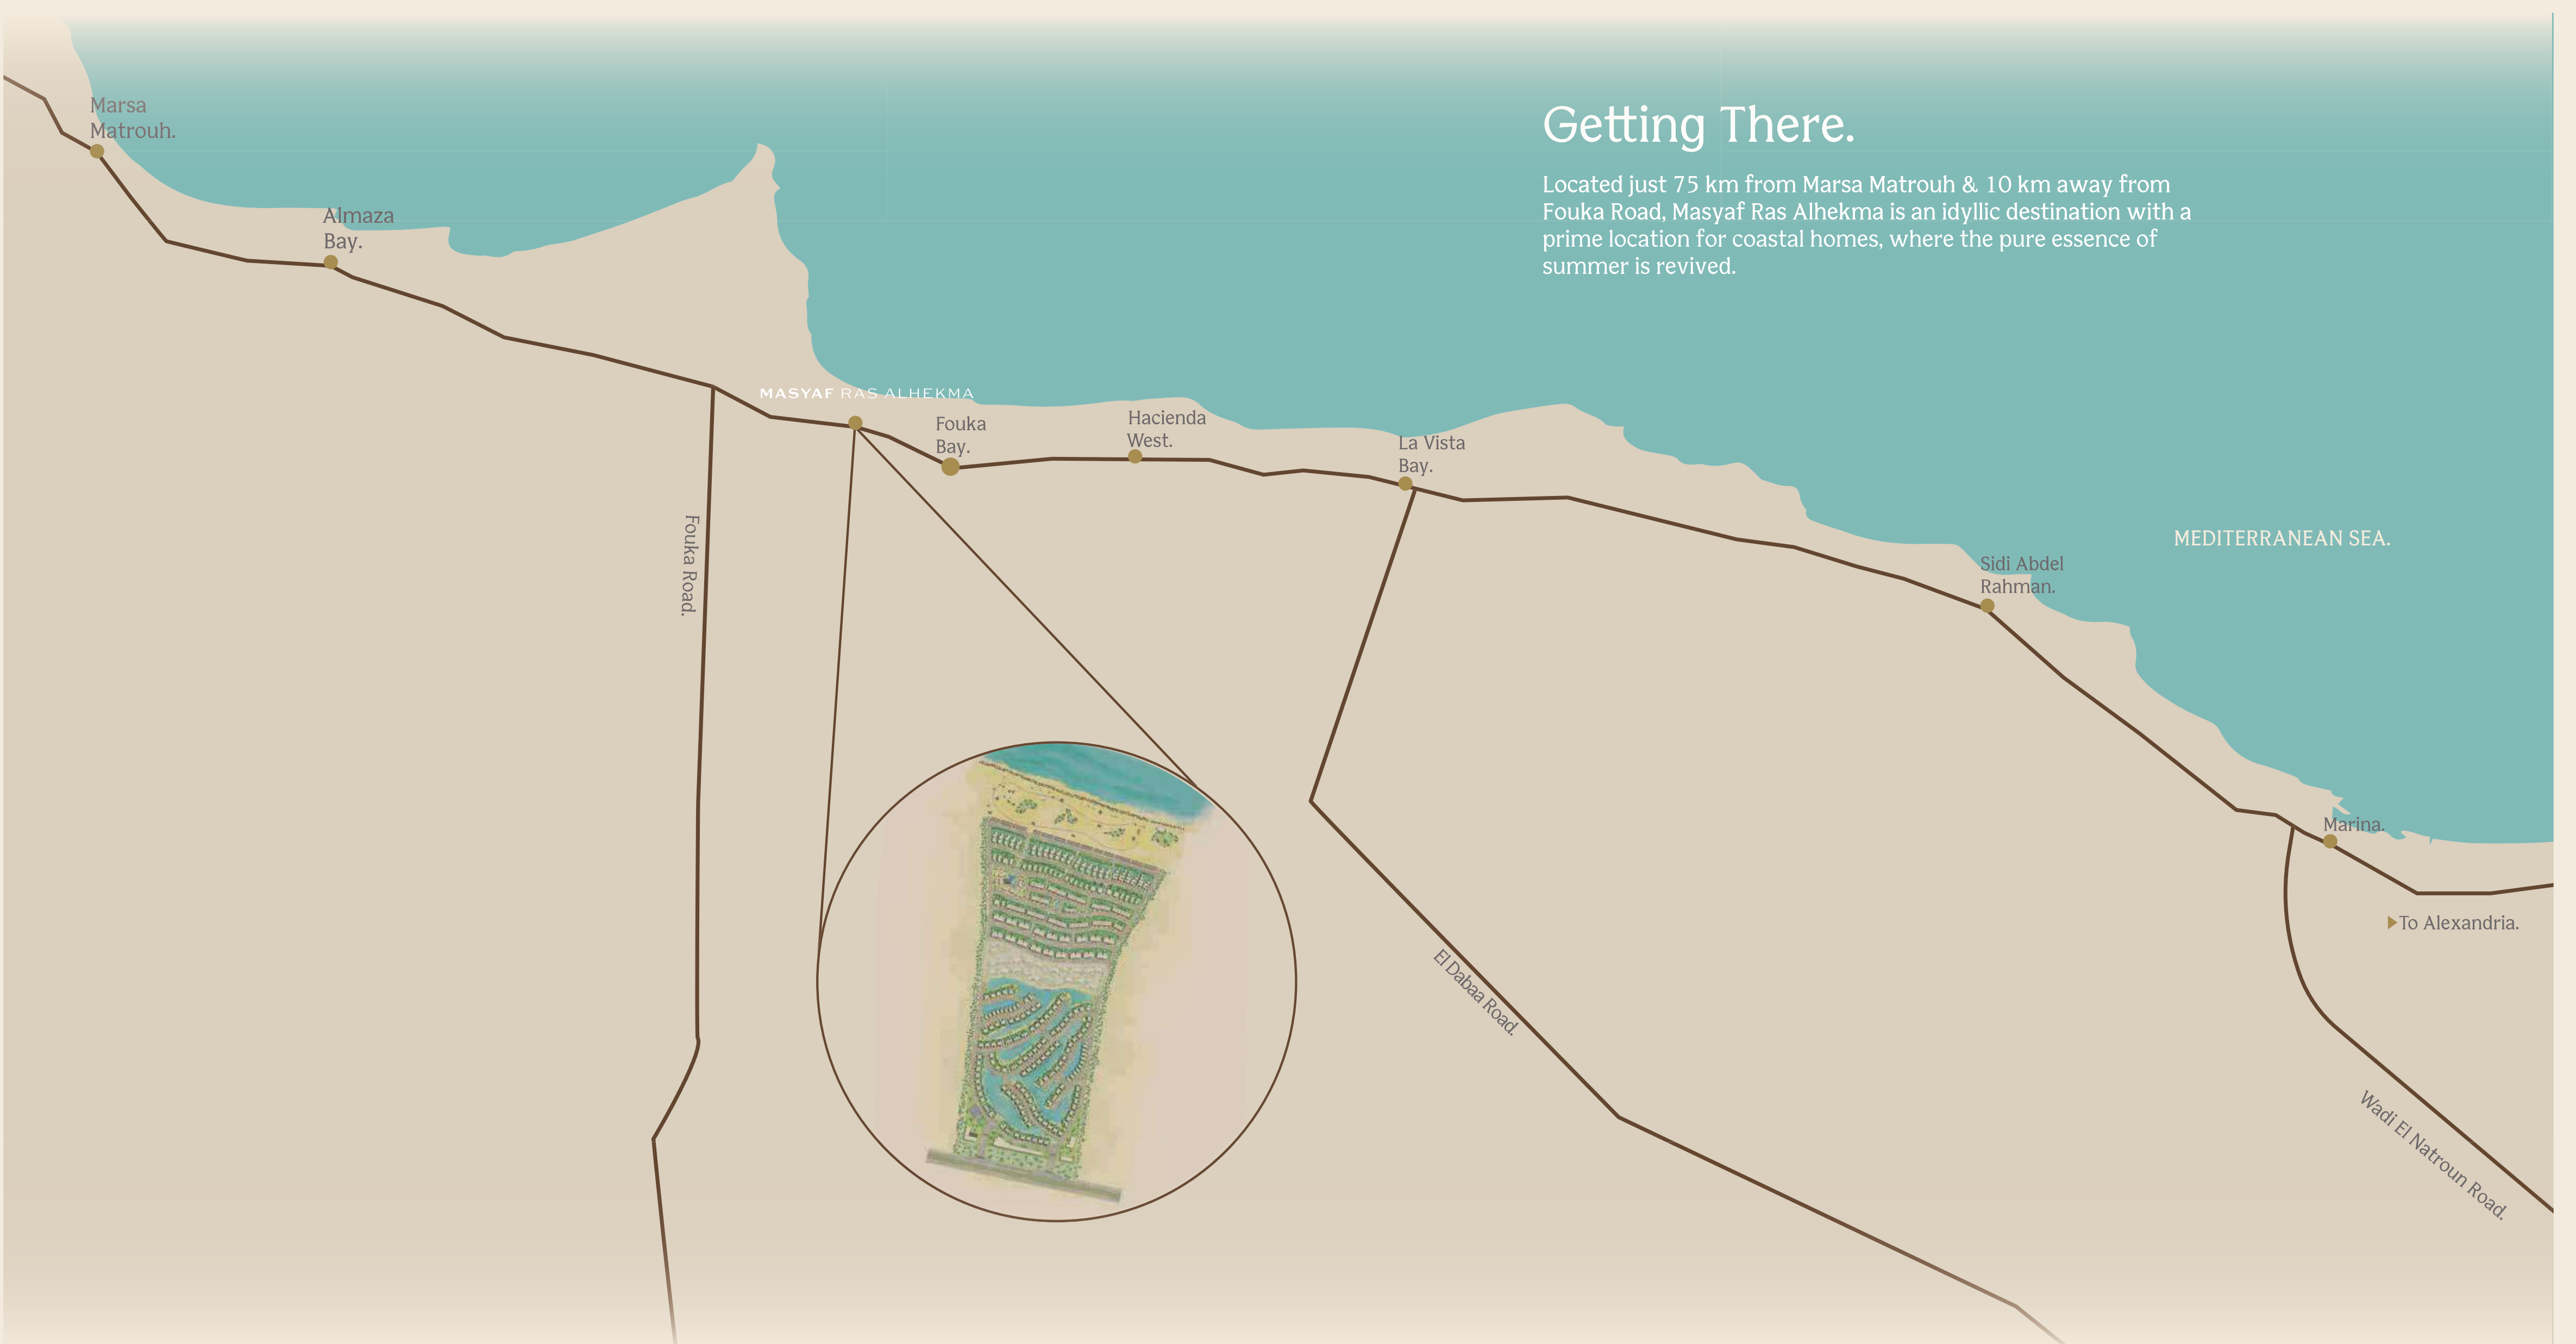 Getting There.
Located just 75 km from Marsa Matrouh & 10 km away from
Fouka Road, Masyaf Ras Alhekma is an idyllic destination with a
prime location for coastal homes, where the pure essence of
summer is revived.
Marsa
Matrouh.
Almaza
Bay.
MASYAF RAS ALHEKMA
Fouka
Bay.
Hacienda
West.
La Vista
Bay.
Fouka Road.
MEDITERRANEAN SEA.
Sidi Abdel
Rahman.
Marina.
To Alexandria.
El Dabaa Road.
Wadi El Natroun Road.